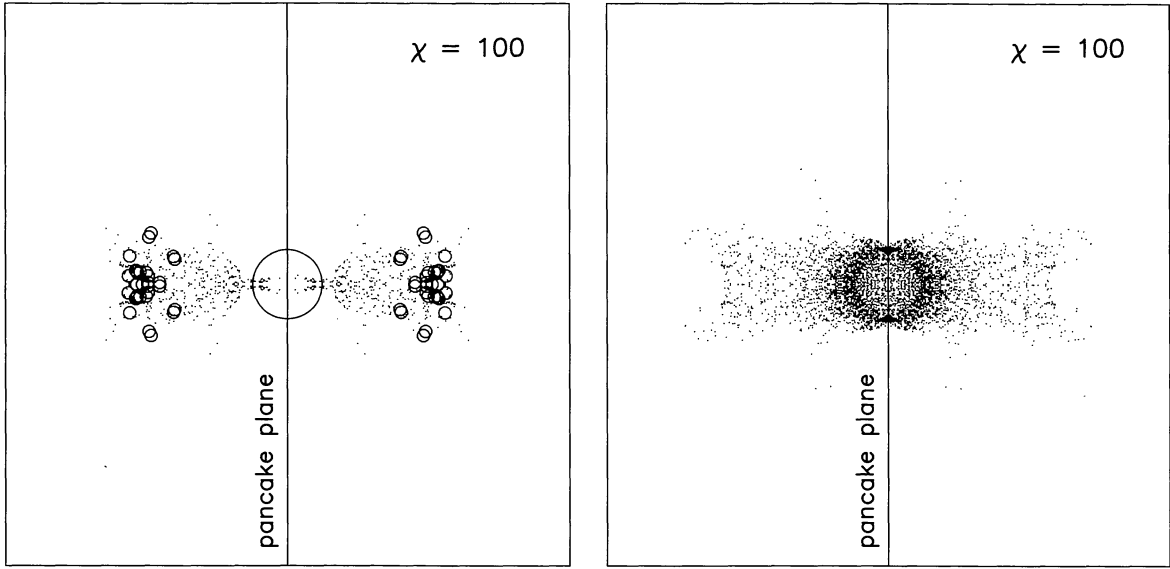 χ = 100
pancake plane
χ = 100
pancake plane